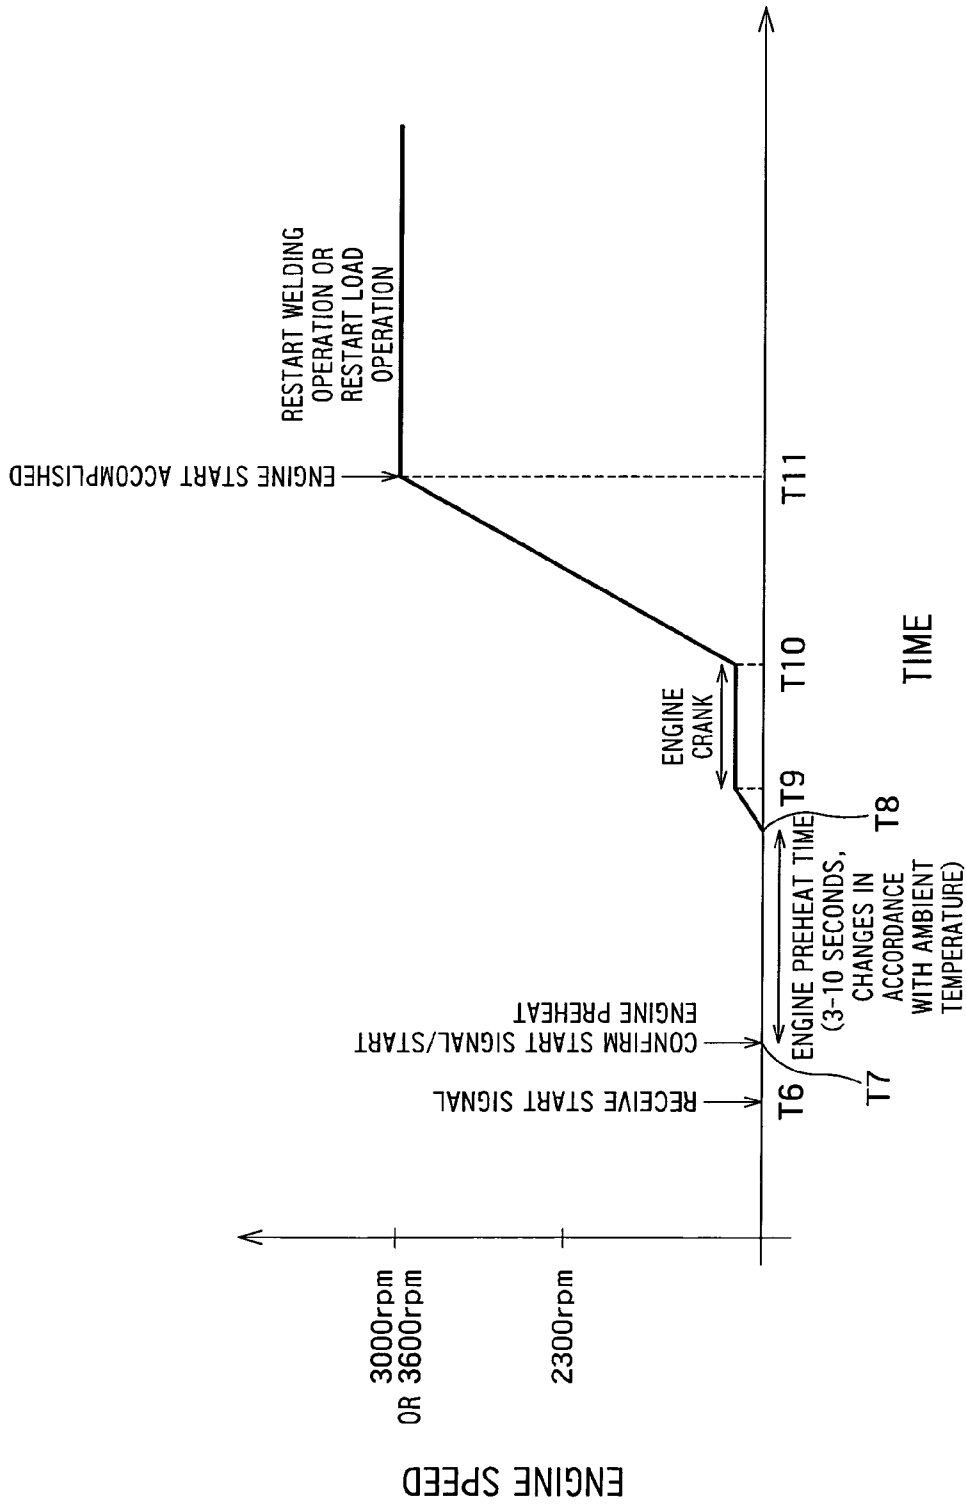 ENGINE SPEED
3000rpm
OR 3600rpm
2300rpm
RECEIVE START SIGNAL
CONFIRM START SIGNAL/START
ENGINE PREHEAT
ENGINE START ACCOMPLISHED
RESTART WELDING
OPERATION OR
RESTART LOAD
OPERATION
ENGINE
CRANK
T6
T7
ENGINE PREHEAT TIME
(3-10 SECONDS,
CHANGES IN
ACCORDANCE
WITH AMBIENT
TEMPERATURE)
T8
T9
T10
T11
TIME